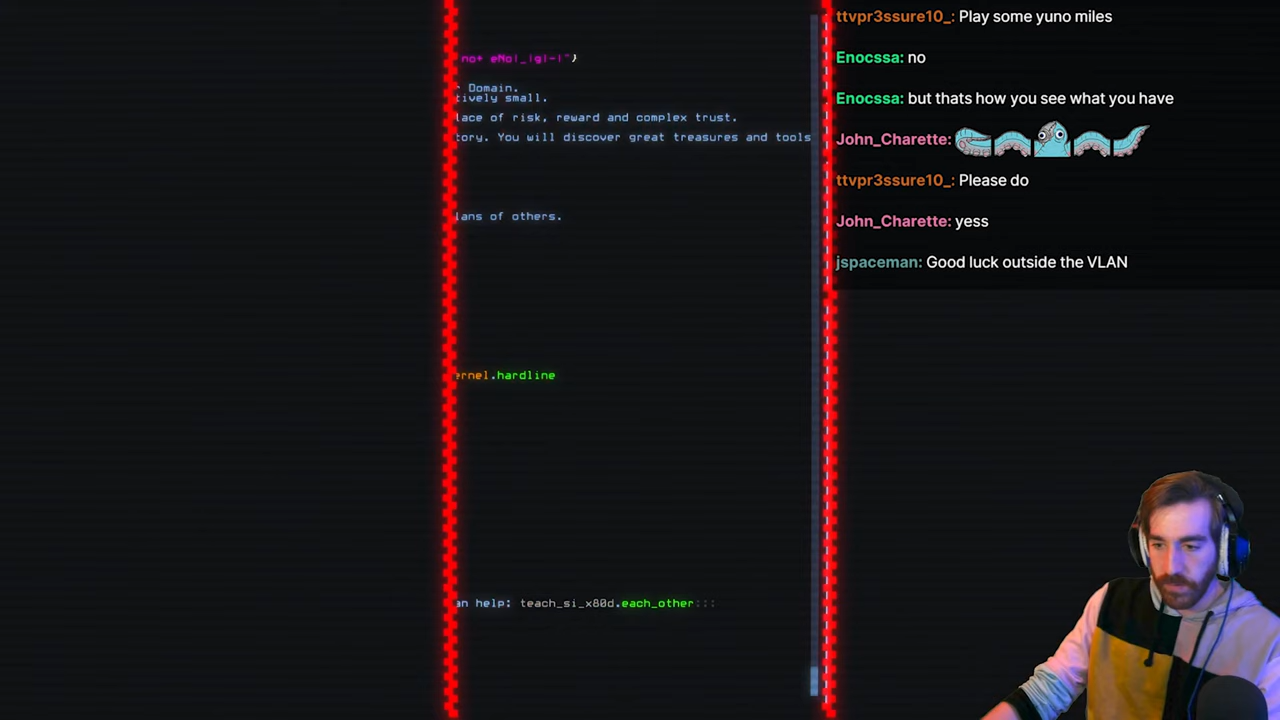 no+ eNo|_|g|-|")
Domain.
tively small.
lace of risk, reward and complex trust.
tory. You will discover great treasures and tools
lans of others.
ernel.hardline
an help: teach_si_x80d.each_other:::
ttvpr3ssure10_: Play some yuno miles
Enocssa: no
Enocssa: but thats how you see what you have
John_Charette:
ttvpr3ssure10_: Please do
John_Charette: yess
jspaceman: Good luck outside the VLAN